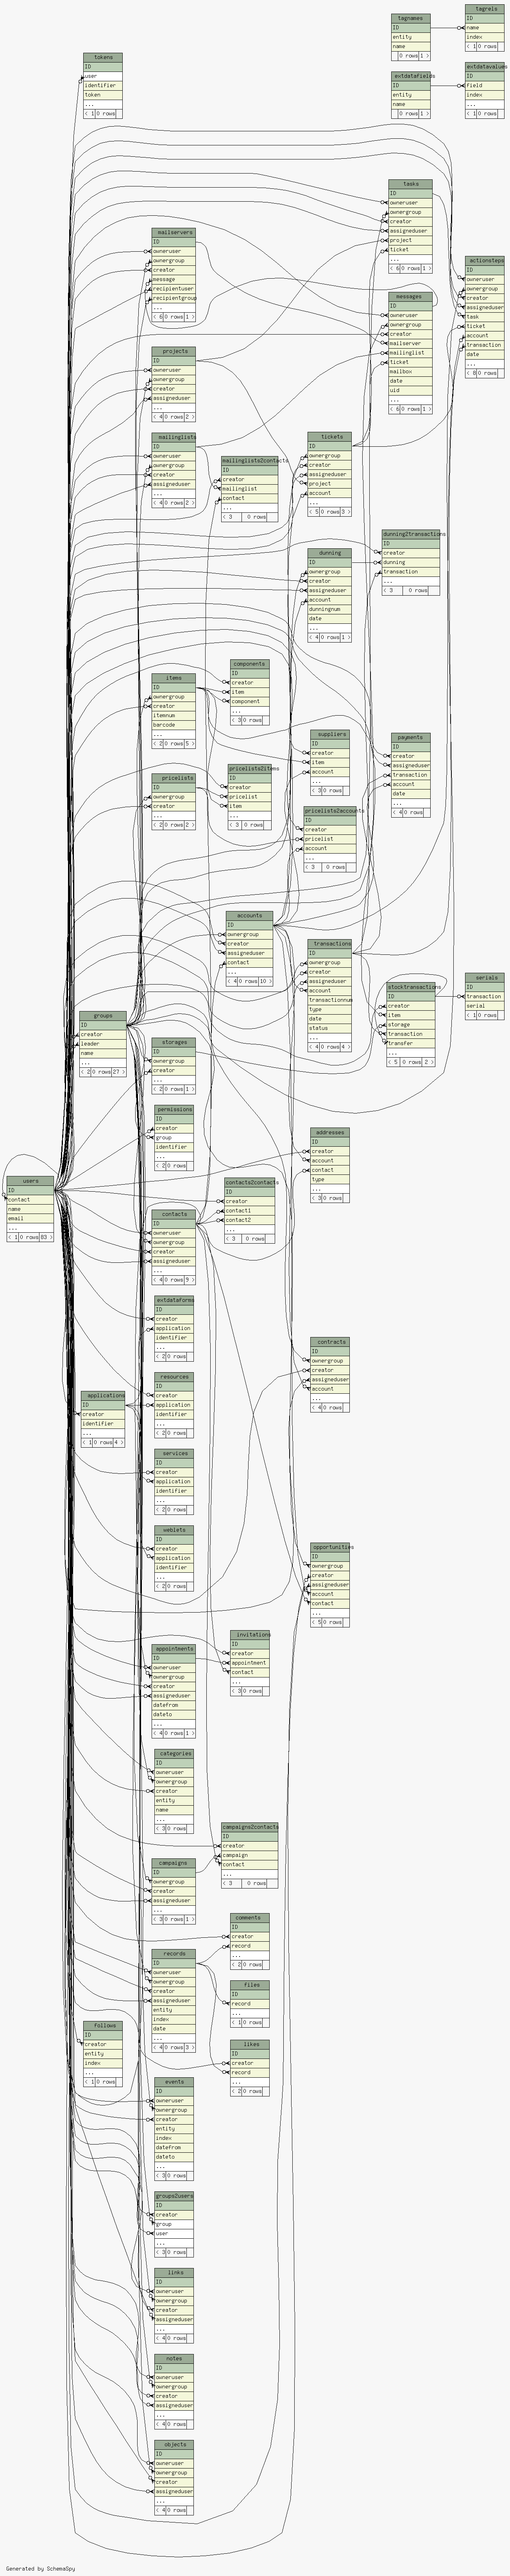 tagrels
ID
name
index
< 1 0 rows
tagnames
ID
entity
name
0 rows 1 >
extdatavalues
ID
field
index
...
< 1 0 rows
extdatafields
ID
entity
name
0 rows 1 >
tokens
ID
user
identifier
token
...
< 1 0 rows
tasks
ID
owneruser
ownergroup
creator
assigneduser
project
ticket
...
< 6 0 rows 1 >
mailservers
ID
owneruser
ownergroup
creator
message
recipientuser
recipientgroup
...
< 6 0 rows 1 >
actionsteps
ID
owneruser
ownergroup
creator
assigneduser
task
ticket
account
transaction
date
...
< 8 0 rows
messages
ID
owneruser
ownergroup
creator
mailserver
mailinglist
ticket
mailbox
date
uid
...
< 6 0 rows 1 >
projects
ID
owneruser
ownergroup
creator
assigneduser
...
< 4 0 rows 2 >
mailinglists
ID
owneruser
ownergroup
creator
assigneduser
...
< 4 0 rows 2 >
mailinglists2contacts
ID
creator
mailinglist
contact
...
< 3 0 rows
tickets
ID
ownergroup
creator
assigneduser
project
account
...
< 5 0 rows 3 >
dunning2transactions
ID
creator
dunning
transaction
...
< 3 0 rows
dunning
ID
ownergroup
creator
assigneduser
account
dunningnum
date
...
< 4 0 rows 1 >
items
ID
ownergroup
creator
itemnum
barcode
...
< 2 0 rows 5 >
components
ID
creator
item
component
...
< 3 0 rows
suppliers
ID
creator
item
account
...
< 3 0 rows
payments
ID
creator
assigneduser
transaction
account
date
...
< 4 0 rows
pricelists
ID
ownergroup
creator
...
< 2 0 rows 2 >
pricelists2items
ID
creator
pricelist
item
...
< 3 0 rows
pricelists2accounts
ID
creator
pricelist
account
...
< 3 0 rows
accounts
ID
ownergroup
creator
assigneduser
contact
...
< 4 0 rows 10 >
transactions
ID
ownergroup
creator
assigneduser
account
transactionnum
type
date
status
...
< 4 0 rows 4 >
stocktransactions
ID
creator
item
storage
transaction
transfer
...
< 5 0 rows 2 >
serials
ID
transaction
serial
< 1 0 rows
groups
ID
creator
leader
name
...
< 2 0 rows 27 >
storages
ID
ownergroup
creator
...
< 2 0 rows 1 >
permissions
ID
creator
group
identifier
...
< 2 0 rows
addresses
ID
creator
account
contact
type
...
< 3 0 rows
users
ID
contact
name
email
...
< 1 0 rows 83 >
contacts
ID
owneruser
ownergroup
creator
assigneduser
...
< 4 0 rows 9 >
contacts2contacts
ID
creator
contact1
contact2
...
< 3 0 rows
extdataforms
ID
creator
application
identifier
...
< 2 0 rows
contracts
ID
ownergroup
creator
assigneduser
account
...
< 4 0 rows
resources
ID
creator
application
identifier
...
< 2 0 rows
applications
ID
creator
identifier
...
< 1 0 rows 4 >
services
ID
creator
application
identifier
...
< 2 0 rows
weblets
ID
creator
application
identifier
...
< 2 0 rows
opportunities
ID
ownergroup
creator
assigneduser
account
contact
...
< 5 0 rows
appointments
ID
owneruser
ownergroup
creator
assigneduser
datefrom
dateto
...
< 4 0 rows 1 >
invitations
ID
creator
appointment
contact
...
< 3 0 rows
categories
ID
owneruser
ownergroup
creator
entity
name
...
< 3 0 rows
campaigns2contacts
ID
creator
campaign
contact
...
< 3 0 rows
campaigns
ID
ownergroup
creator
assigneduser
...
< 3 0 rows 1 >
comments
ID
creator
record
...
< 2 0 rows
records
ID
owneruser
ownergroup
creator
assigneduser
entity
index
date
...
< 4 0 rows 3 >
files
ID
record
...
< 1 0 rows
follows
ID
creator
entity
index
...
< 1 0 rows
likes
ID
creator
record
...
< 2 0 rows
events
ID
owneruser
ownergroup
creator
entity
index
datefrom
dateto
...
< 3 0 rows
groups2users
ID
creator
group
user
...
< 3 0 rows
links
ID
owneruser
ownergroup
creator
assigneduser
...
< 4 0 rows
notes
ID
owneruser
ownergroup
creator
assigneduser
...
< 4 0 rows
objects
ID
owneruser
ownergroup
creator
assigneduser
...
< 4 0 rows
Generated by SchemaSpy